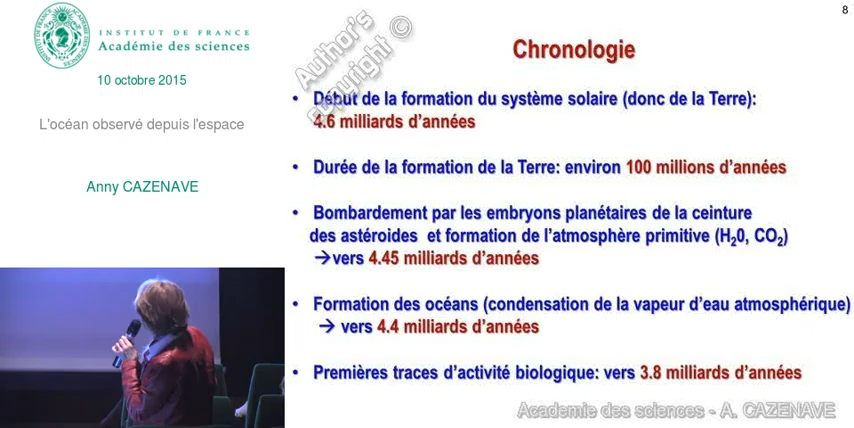 8
INSTITUT DE FRANCE
Académie des sciences
10 octobre 2015
L'océan observé depuis l'espace
Anny CAZENAVE
Author's
copyright ©
Chronologie
• Début de la formation du système solaire (donc de la Terre):
4.6 milliards d'années
• Durée de la formation de la Terre: environ 100 millions d'années
• Bombardement par les embryons planétaires de la ceinture
des astéroides et formation de l'atmosphère primitive (H20, CO2)
→vers 4.45 milliards d'années
• Formation des océans (condensation de la vapeur d'eau atmosphérique)
→ vers 4.4 milliards d'années
• Premières traces d'activité biologique: vers 3.8 milliards d'années
Academie des sciences - A. CAZENAVE